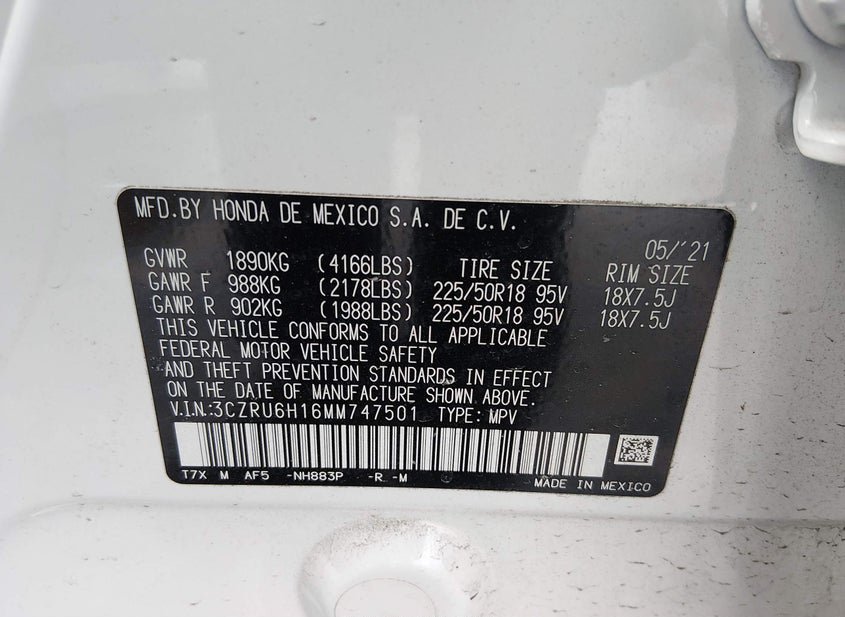 MFD.BY HONDA DE MEXICO S.A. DE C.V.
05/'21
GVWR 1890KG (4166LBS) TIRE SIZE RIM SIZE
GAWR F 988KG (2178LBS) 225/50R18 95V 18X7.5J
GAWR R 902KG (1988LBS) 225/50R18 95V 18X7.5J
THIS VEHICLE CONFORMS TO ALL APPLICABLE
FEDERAL MOTOR VEHICLE SAFETY
AND THEFT PREVENTION STANDARDS IN EFFECT
ON THE DATE OF MANUFACTURE SHOWN ABOVE.
V.I.N.:3CZRU6H16MM747501 TYPE: MPV
T7X M AF5 -NH883P -R -M
MADE IN MEXICO